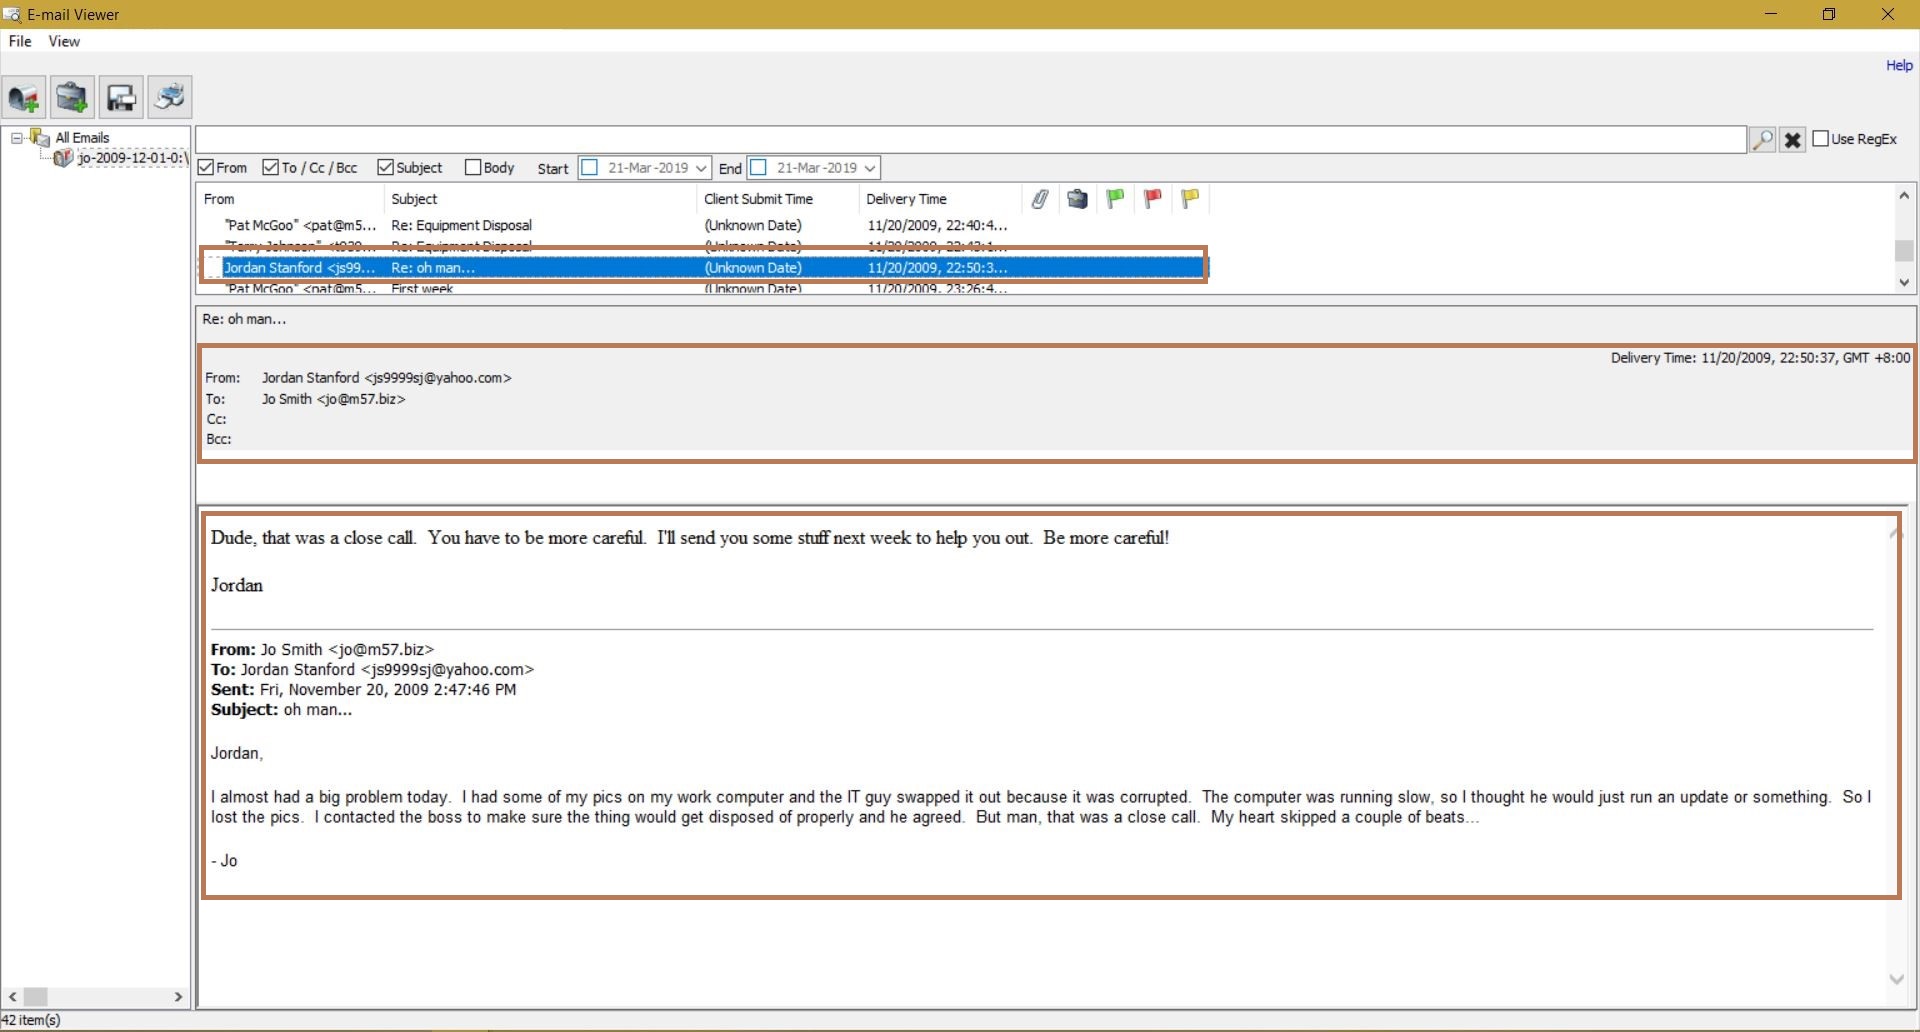 E-mail Viewer
File View
Help
All Emails
jo-2009-12-01-0:\
Use RegEx
From To / Cc / Bcc Subject Body Start 21-Mar-2019 End 21-Mar-2019
From Subject Client Submit Time Delivery Time
"Pat McGoo" <pat@m5... Re: Equipment Disposal (Unknown Date) 11/20/2009, 22:40:4...
"Terry Johnson" <t929... Re: Equipment Disposal (Unknown Date) 11/20/2009, 22:43:1...
Jordan Stanford <js99... Re: oh man... (Unknown Date) 11/20/2009, 22:50:3...
"Pat McGoo" <pat@m5... First week (Unknown Date) 11/20/2009, 23:26:4...
Re: oh man...
Delivery Time: 11/20/2009, 22:50:37, GMT +8:00
From: Jordan Stanford <js9999sj@yahoo.com>
To: Jo Smith <jo@m57.biz>
Cc:
Bcc:
Dude, that was a close call. You have to be more careful. I'll send you some stuff next week to help you out. Be more careful!
Jordan
From: Jo Smith <jo@m57.biz>
To: Jordan Stanford <js9999sj@yahoo.com>
Sent: Fri, November 20, 2009 2:47:46 PM
Subject: oh man...
Jordan,
I almost had a big problem today. I had some of my pics on my work computer and the IT guy swapped it out because it was corrupted. The computer was running slow, so I thought he would just run an update or something. So I
lost the pics. I contacted the boss to make sure the thing would get disposed of properly and he agreed. But man, that was a close call. My heart skipped a couple of beats...
- Jo
42 item(s)